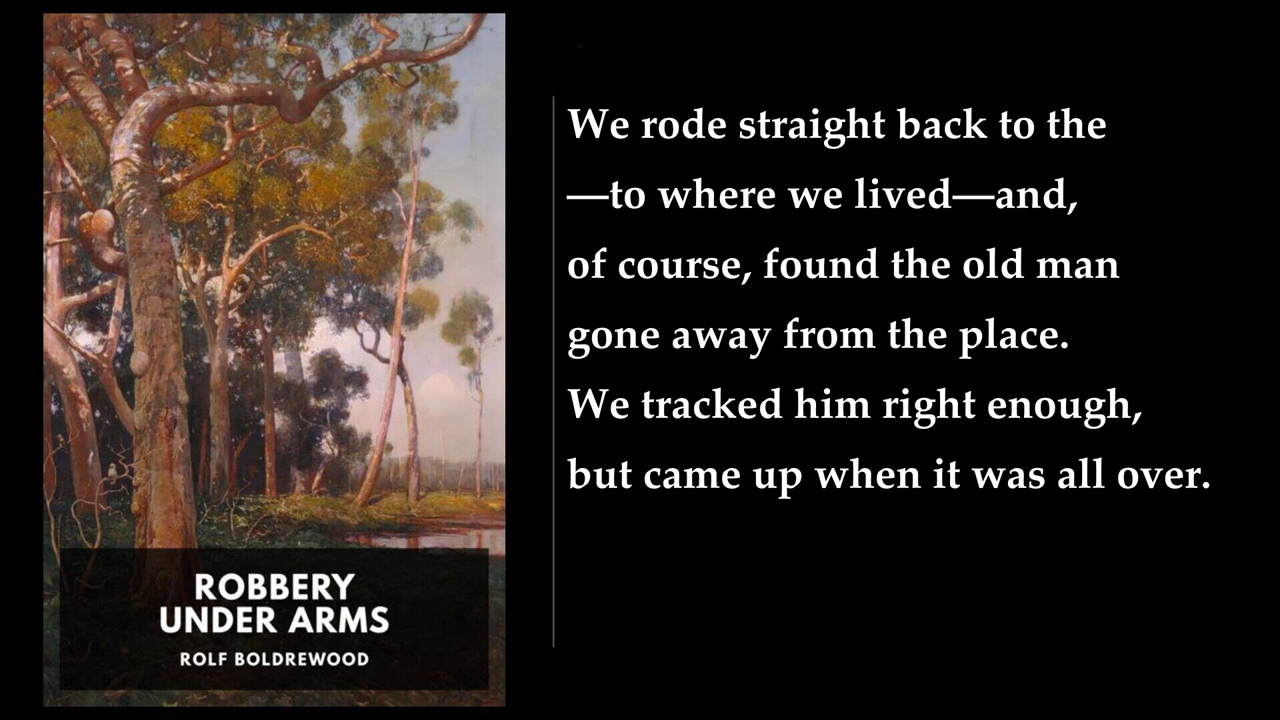 We rode straight back to the
—to where we lived—and,
of course, found the old man
gone away from the place.
We tracked him right enough,
but came up when it was all over.
ROBBERY
UNDER ARMS
ROLF BOLDREWOOD